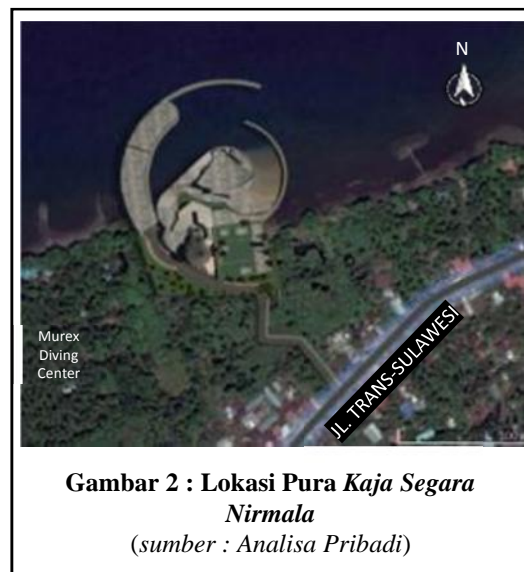 N
Murex
Diving
Center
JL. TRANS-SULAWESI
Gambar 2 : Lokasi Pura Kaja Segara
Nirmala
(sumber : Analisa Pribadi)